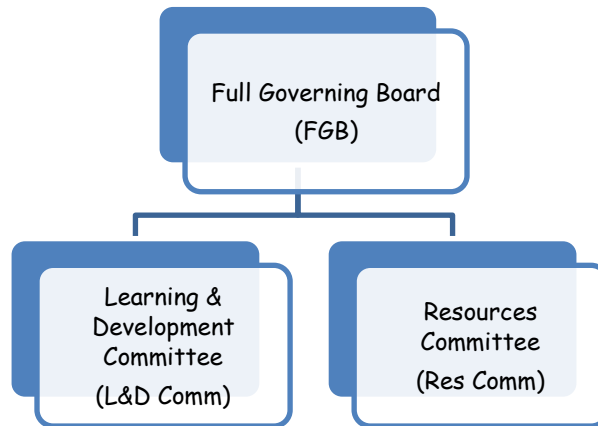 Full Governing Board
(FGB)
Learning &
Development
Committee
(L&D Comm)
Resources
Committee
(Res Comm)